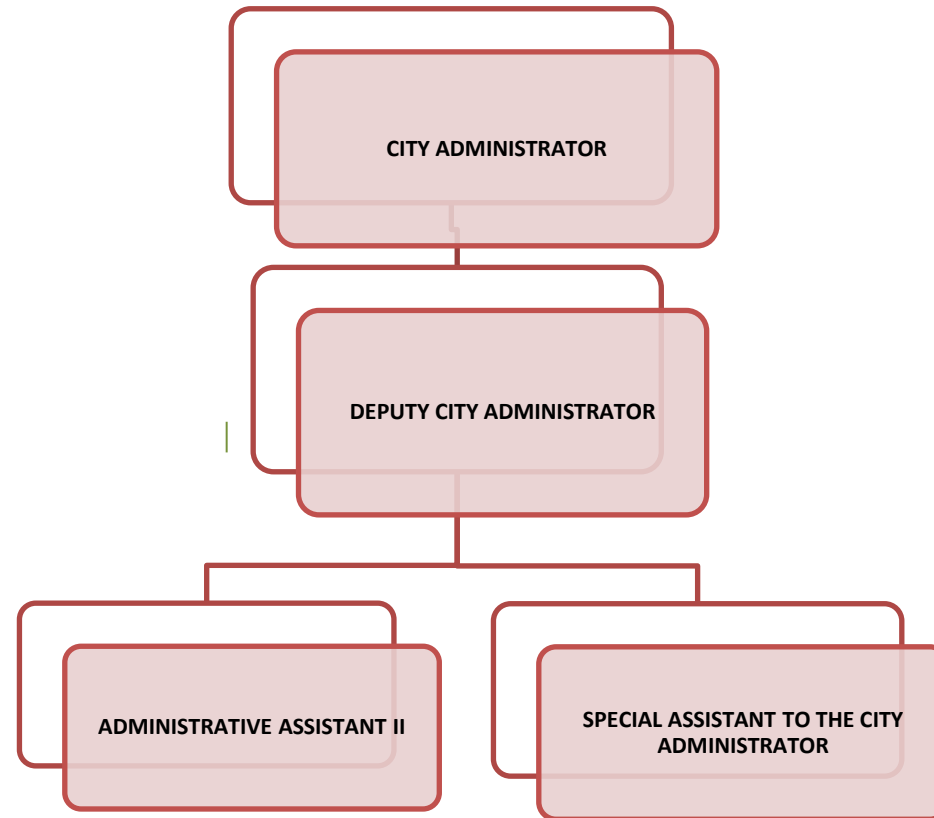 CITY ADMINISTRATOR
DEPUTY CITY ADMINISTRATOR
ADMINISTRATIVE ASSISTANT II
SPECIAL ASSISTANT TO THE CITY
ADMINISTRATOR